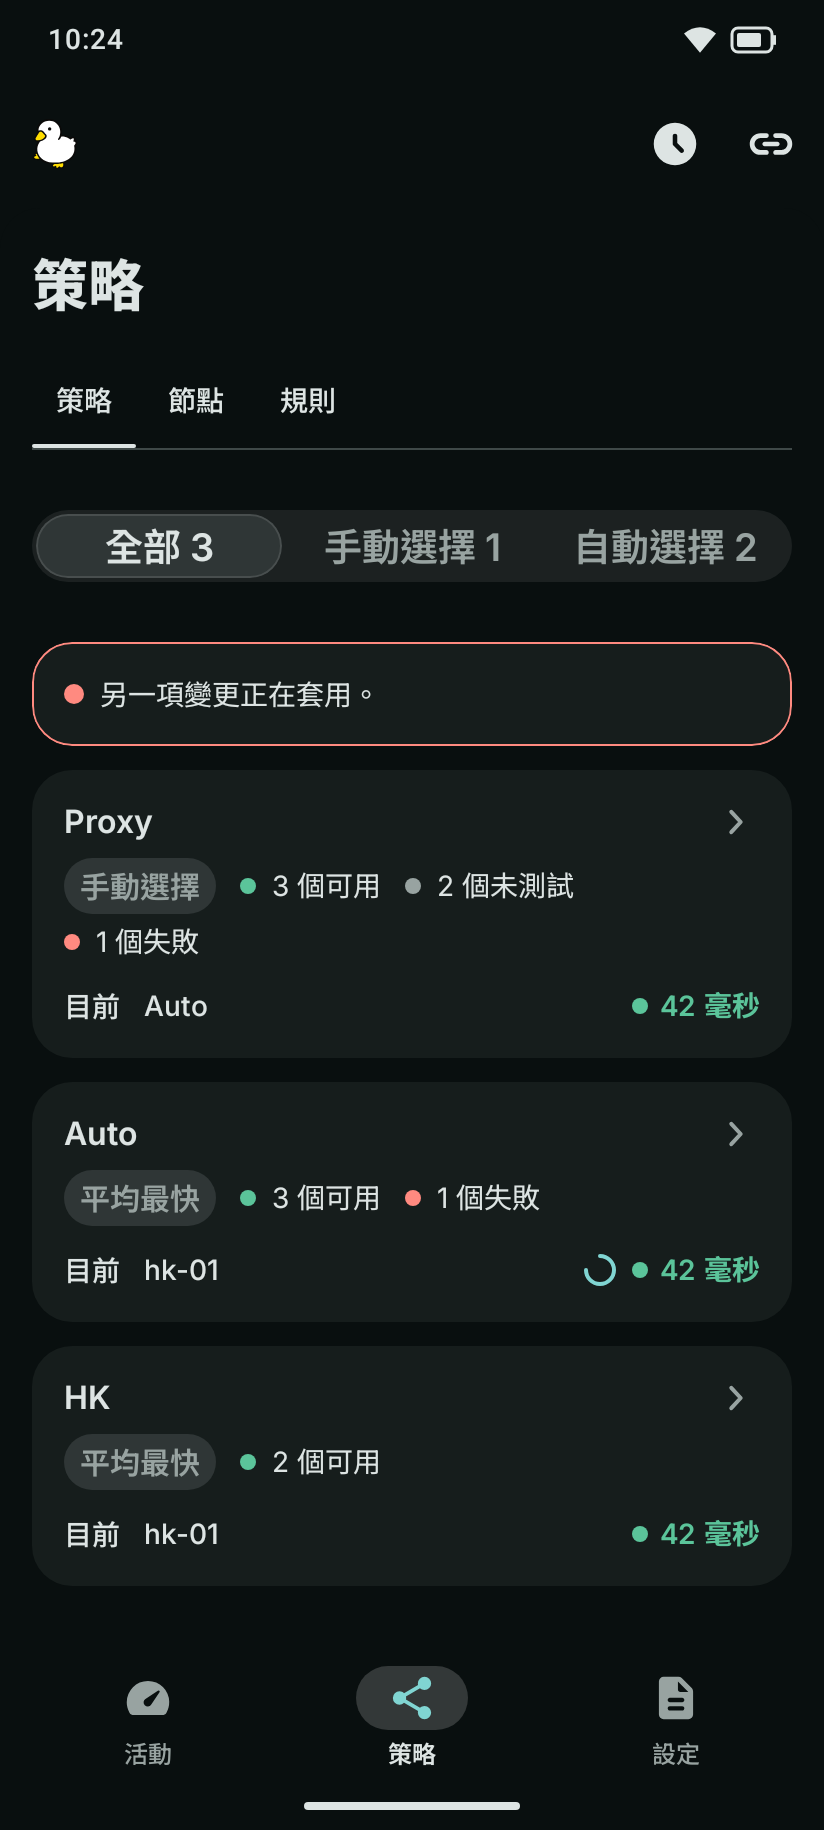 10:24
策略
策略 節點 規則
全部 3 手動選擇 1 自動選擇 2
另一項變更正在套用。
Proxy
手動選擇 3 個可用 2 個未測試
1 個失敗
目前 Auto 42 毫秒
Auto
平均最快 3 個可用 1 個失敗
目前 hk-01 42 毫秒
HK
平均最快 2 個可用
目前 hk-01 42 毫秒
活動 策略 設定